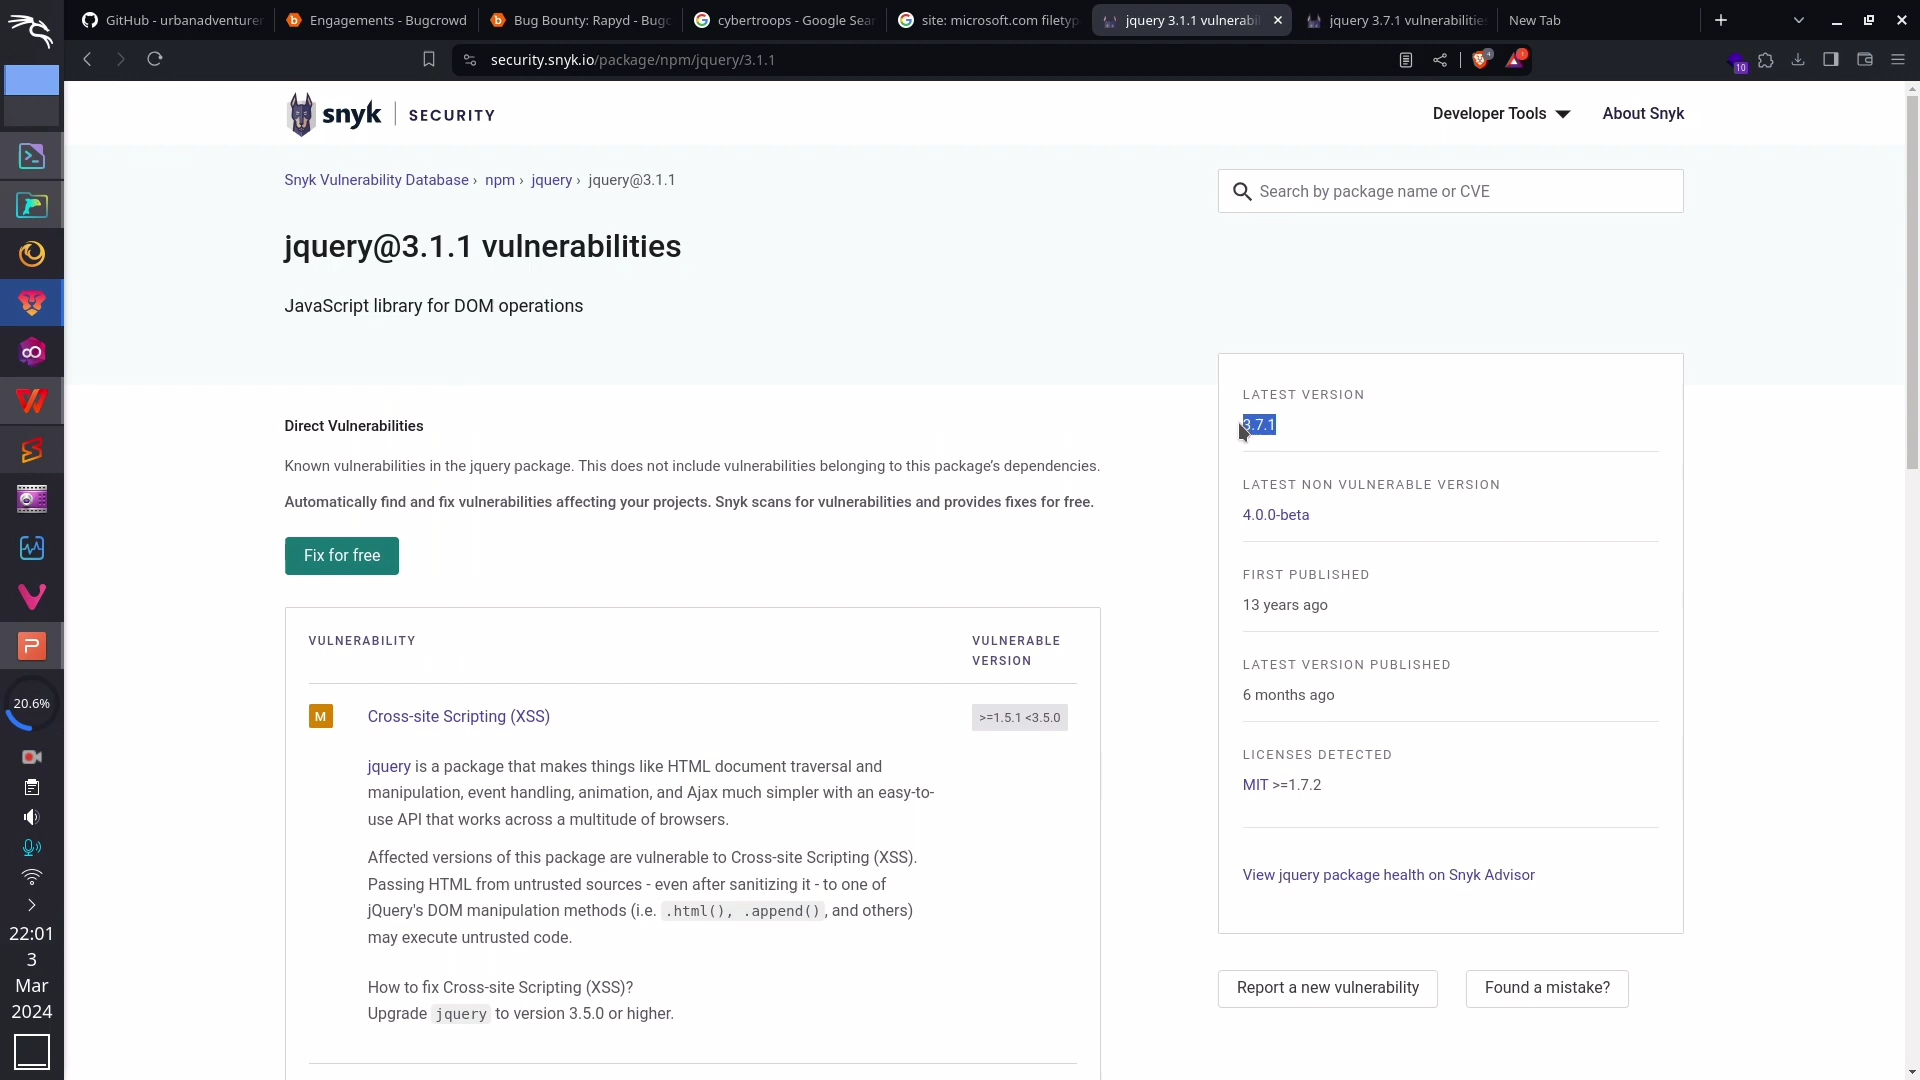 GitHub - urbanadventurer
Engagements - Bugcrowd
Bug Bounty: Rapyd - Bugc
cybertroops - Google Sear
site: microsoft.com filetyp
jquery 3.1.1 vulnerabil
jquery 3.7.1 vulnerabilities
New Tab
security.snyk.io/package/npm/jquery/3.1.1
4
1
10
snyk | SECURITY
Developer Tools
About Snyk
Snyk Vulnerability Database › npm › jquery › jquery@3.1.1
Search by package name or CVE
jquery@3.1.1 vulnerabilities
JavaScript library for DOM operations
Direct Vulnerabilities
Known vulnerabilities in the jquery package. This does not include vulnerabilities belonging to this package's dependencies.
Automatically find and fix vulnerabilities affecting your projects. Snyk scans for vulnerabilities and provides fixes for free.
Fix for free
VULNERABILITY
VULNERABLE
VERSION
M
Cross-site Scripting (XSS)
>=1.5.1 <3.5.0
jquery is a package that makes things like HTML document traversal and
manipulation, event handling, animation, and Ajax much simpler with an easy-to-
use API that works across a multitude of browsers.
Affected versions of this package are vulnerable to Cross-site Scripting (XSS).
Passing HTML from untrusted sources - even after sanitizing it - to one of
jQuery's DOM manipulation methods (i.e. .html(), .append(), and others)
may execute untrusted code.
How to fix Cross-site Scripting (XSS)?
Upgrade jquery to version 3.5.0 or higher.
LATEST VERSION
3.7.1
LATEST NON VULNERABLE VERSION
4.0.0-beta
FIRST PUBLISHED
13 years ago
LATEST VERSION PUBLISHED
6 months ago
LICENSES DETECTED
MIT >=1.7.2
View jquery package health on Snyk Advisor
Report a new vulnerability
Found a mistake?
20.6%
22:01
3
Mar
2024